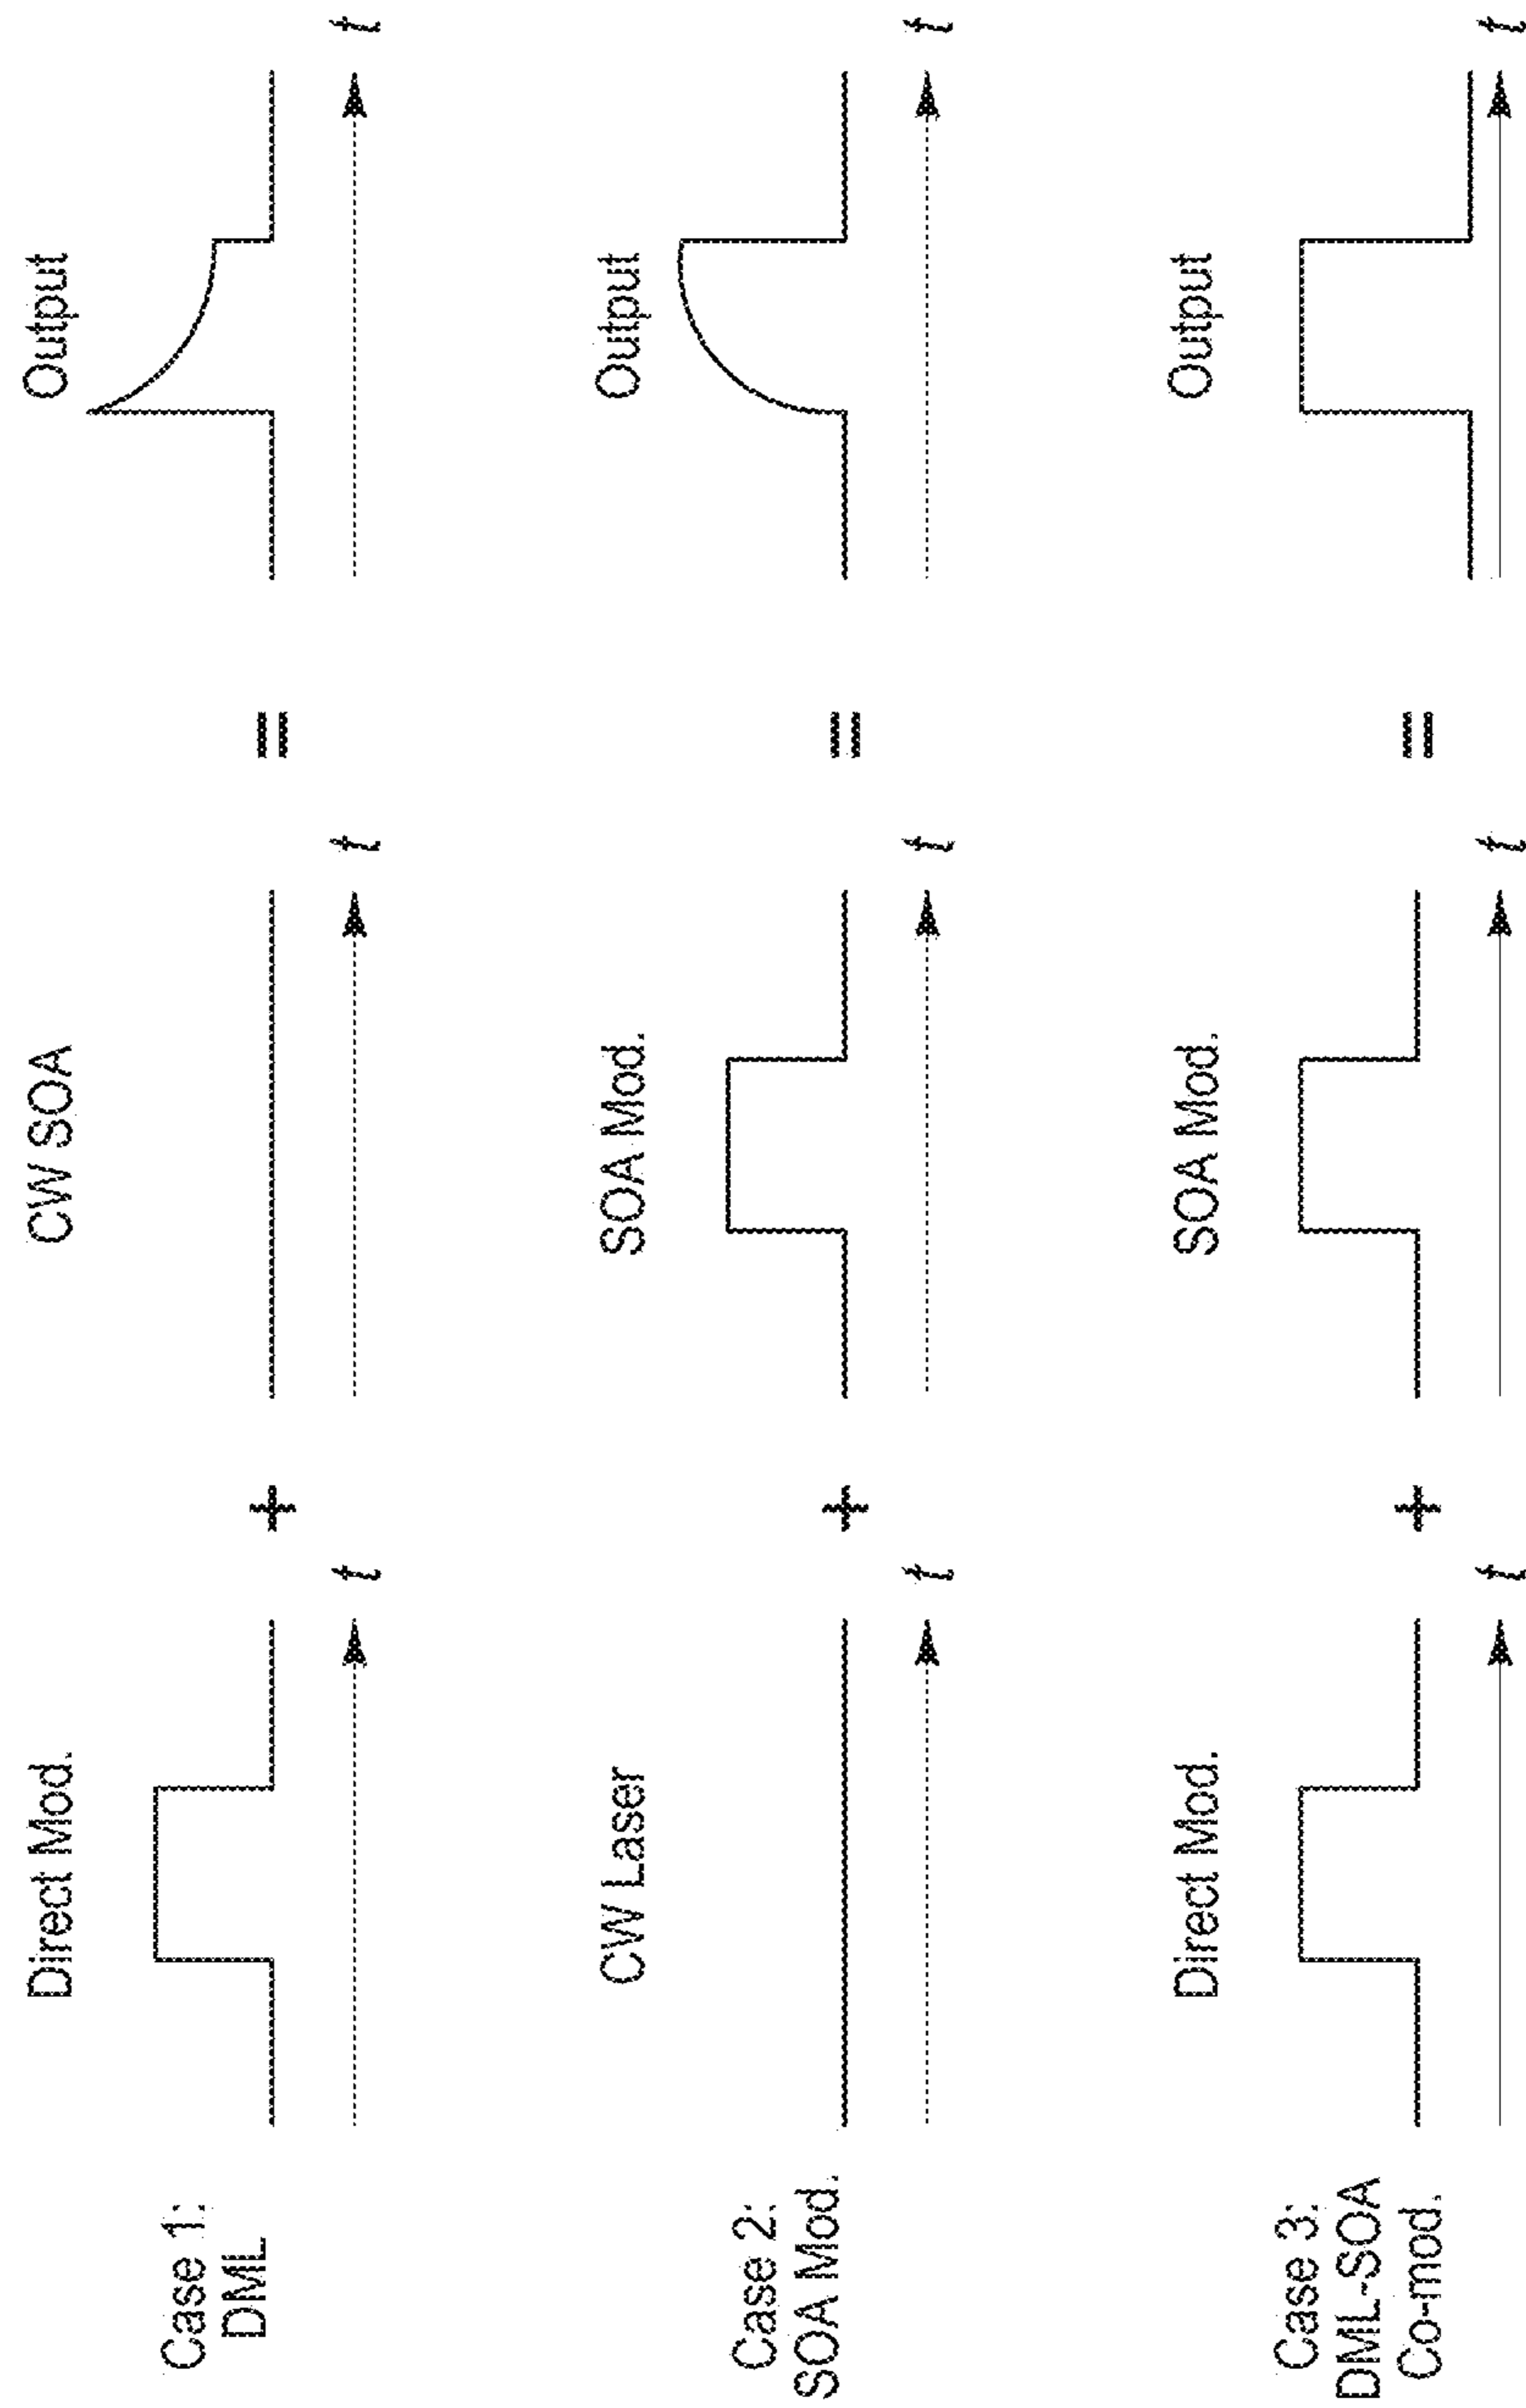 Case 1:
DML
Direct Mod.
t
+
CW SOA
t
=
Output
t
Case 2:
SOA Mod.
CW Laser
t
+
SOA Mod.
t
=
Output
t
Case 3:
DML-SOA
Co-mod.
Direct Mod.
t
+
SOA Mod.
t
=
Output
t